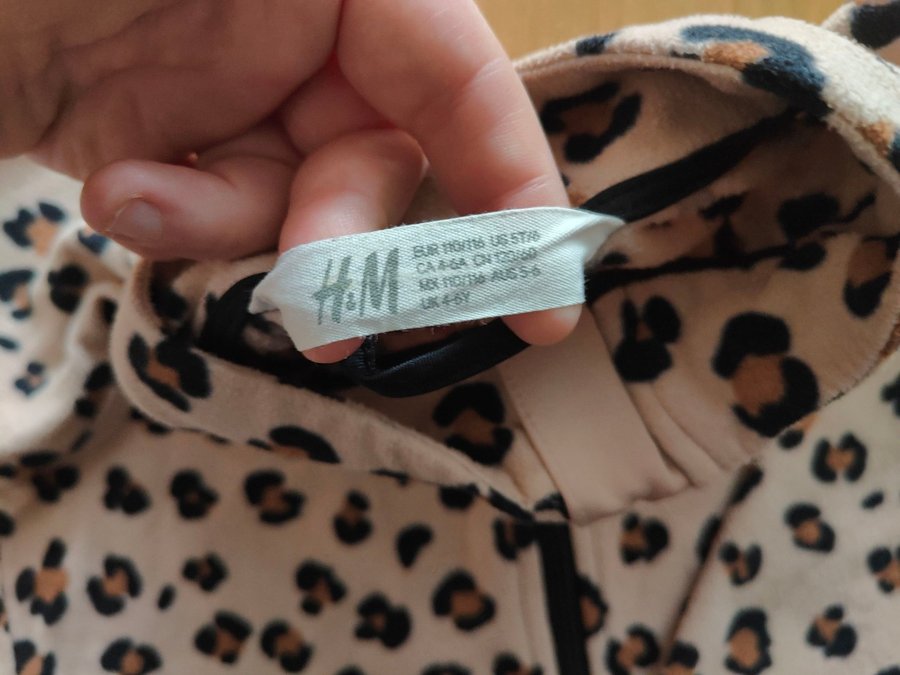 H&M
EUR 110/116 US 5T/6
CA 4-6A CN 120/60
MX 110/116 AUS 5-6
UK 4-6Y